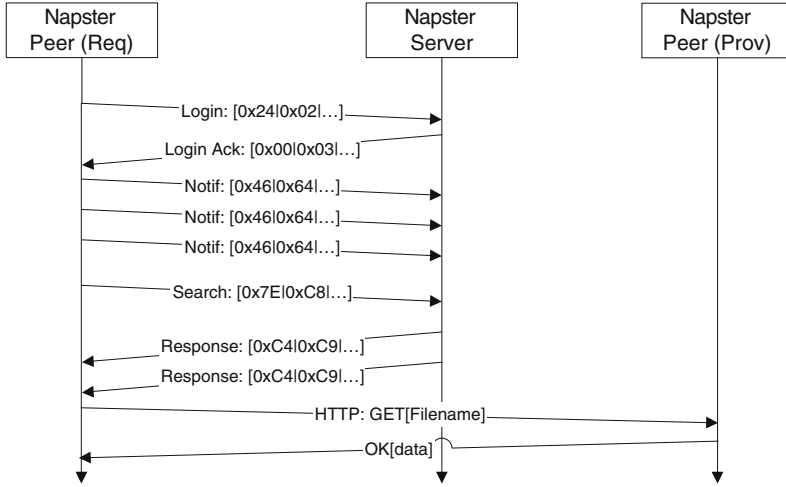 Napster
Peer (Req)
Napster
Server
Napster
Peer (Prov)
Login: [0x24|0x02|...]
Login Ack: [0x00|0x03|...]
Notif: [0x46|0x64|...]
Notif: [0x46|0x64|...]
Notif: [0x46|0x64|...]
Search: [0x7E|0xC8|...]
Response: [0xC4|0xC9|...]
Response: [0xC4|0xC9|...]
HTTP: GET[Filename]
OK[data]